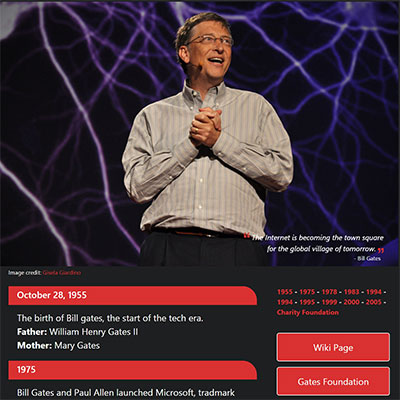 ❝ The Internet is becoming the town square
for the global village of tomorrow. ❞
- Bill Gates
Image credit: Gisela Giardino
October 28, 1955
The birth of Bill gates, the start of the tech era.
Father: William Henry Gates II
Mother: Mary Gates
1975
Bill Gates and Paul Allen launched Microsoft, tradmark
1955 - 1975 - 1978 - 1983 - 1994 -
1994 - 1995 - 1999 - 2000 - 2005 -
Charity Foundation
Wiki Page
Gates Foundation